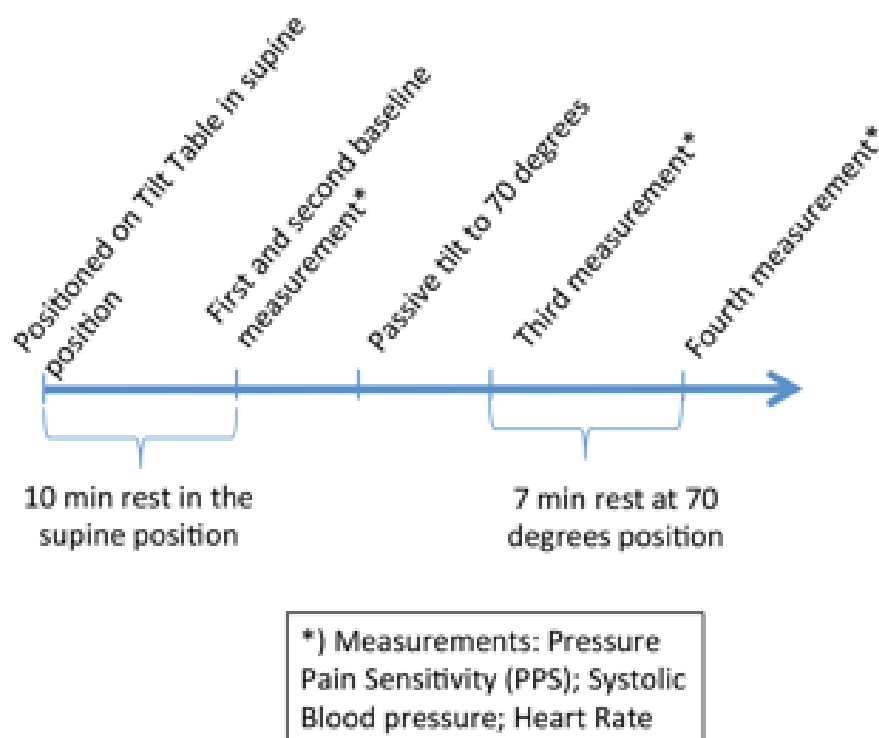 Positioned on Tilt Table in supine
position
First and second baseline
measurement*
Passive tilt to 70 degrees
Third measurement*
Fourth measurement*
10 min rest in the
supine position
7 min rest at 70
degrees position
*) Measurements: Pressure
Pain Sensitivity (PPS); Systolic
Blood pressure; Heart Rate